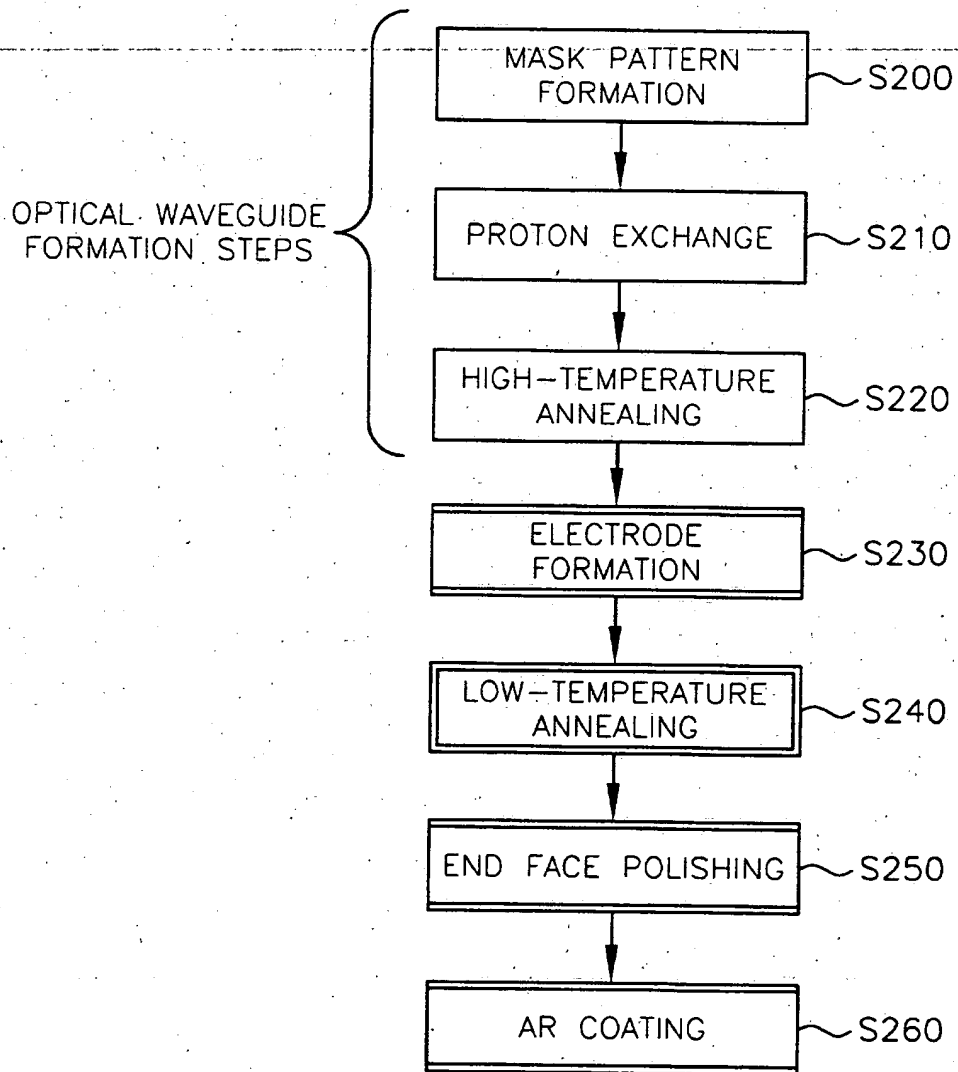 MASK PATTERN
FORMATION
S200
PROTON EXCHANGE
S210
OPTICAL WAVEGUIDE
FORMATION STEPS
HIGH-TEMPERATURE
ANNEALING
S220
ELECTRODE
FORMATION
S230
LOW-TEMPERATURE
ANNEALING
S240
END FACE POLISHING
S250
AR COATING
S260